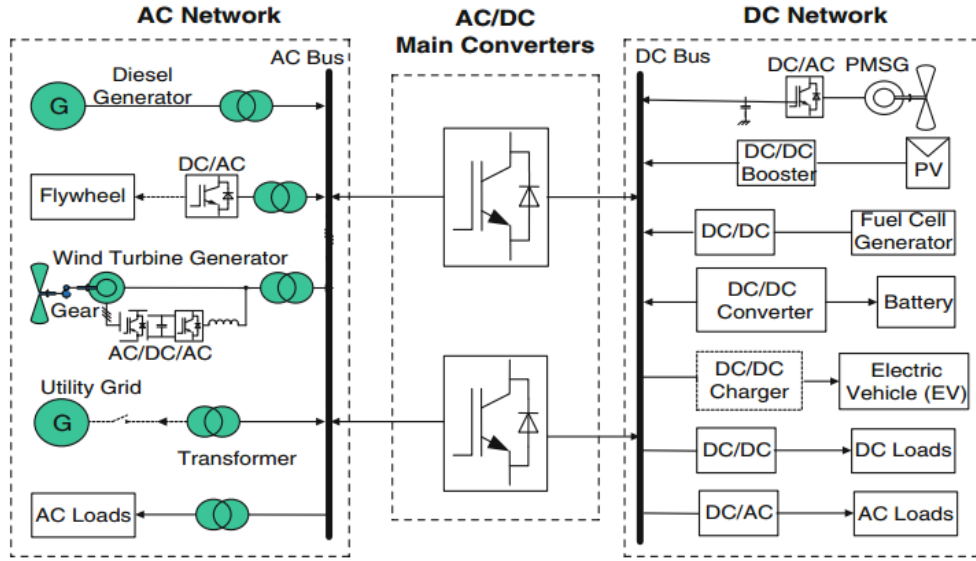 AC Network
AC/DC
Main Converters
DC Network
AC Bus
Diesel
Generator
G
DC/AC
Flywheel
Wind Turbine Generator
Gear
AC/DC/AC
Utility Grid
G
Transformer
AC Loads
DC Bus
DC/AC PMSG
DC/DC
Booster
PV
DC/DC
Fuel Cell
Generator
DC/DC
Converter
Battery
DC/DC
Charger
Electric
Vehicle (EV)
DC/DC
DC Loads
DC/AC
AC Loads